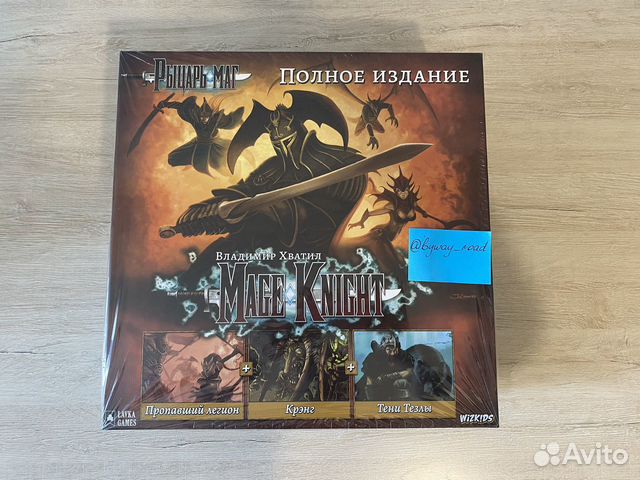 Рыцарь маг
Полное издание
@byway_road
Владимир Хватил
Mage Knight
+
+
Пропавший легион
Крэнг
Тени Тезлы
LAVKA
GAMES
WIZKIDS
Avito